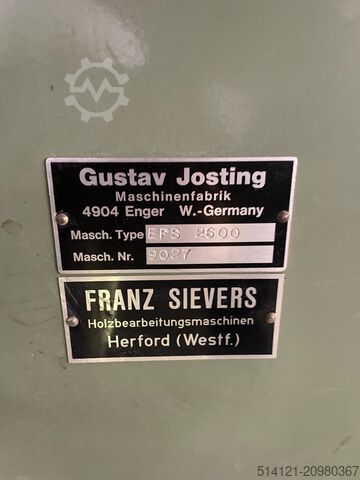 Gustav Josting
Maschinenfabrik
4904 Enger W.-Germany
Masch. Type EFS 2600
Masch. Nr. 9027
FRANZ SIEVERS
Holzbearbeitungsmaschinen
Herford (Westf.)
514121-20980367